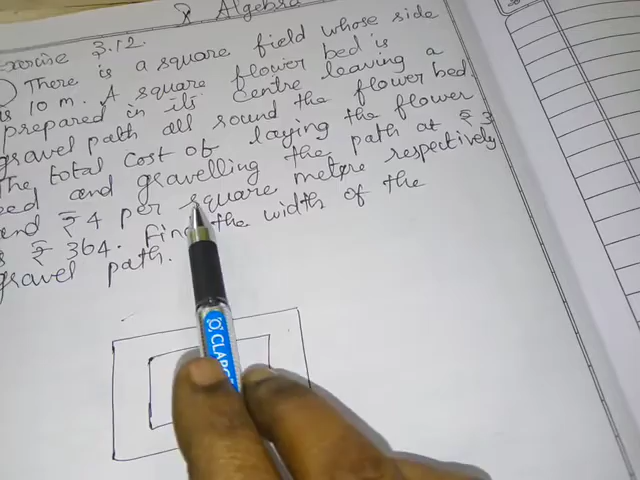 8 Algebra
Exercise 3.12.
There is a square field whose side
is 10 m. A square flower bed is
prepared in its centre leaving a
gravel path all round the flower bed.
The total cost of laying the flower
bed and gravelling the path at ₹ 3
and ₹ 4 per square metre respectively
is ₹ 364. Find the width of the
gravel path.
CLARO